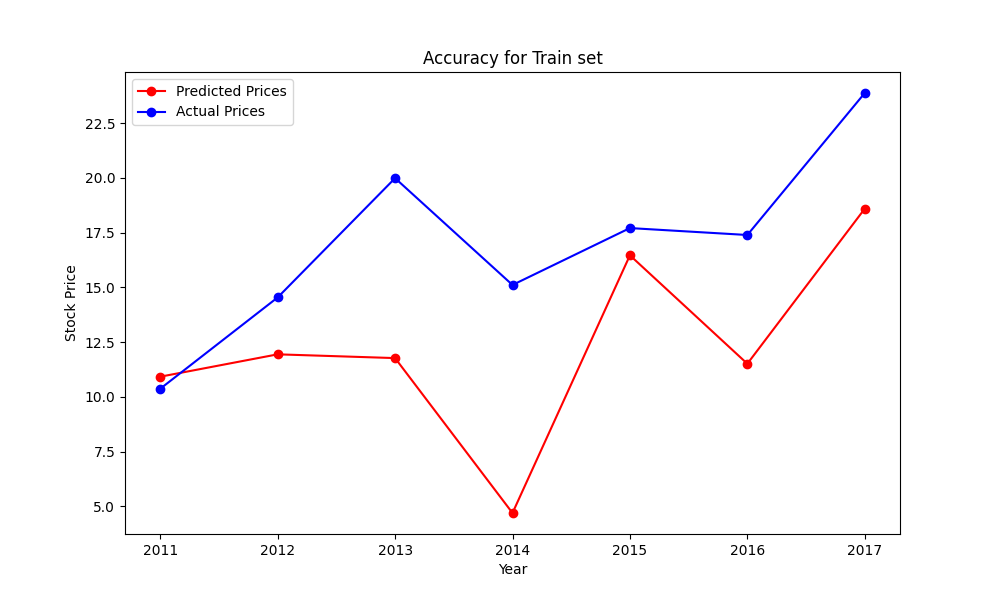 Accuracy for Train set
Predicted Prices
Actual Prices
22.5
20.0
17.5
15.0
12.5
10.0
7.5
5.0
Stock Price
2011 2012 2013 2014 2015 2016 2017
Year